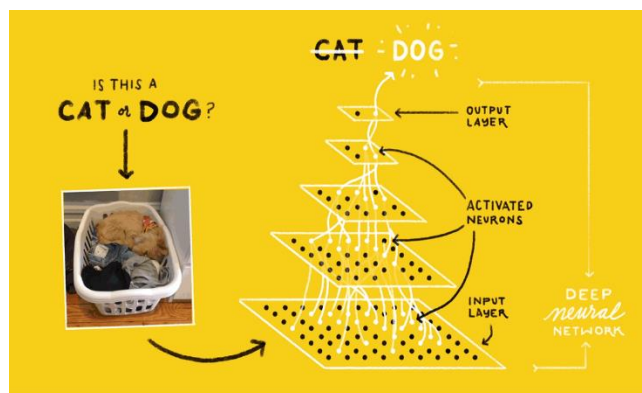 IS THIS A
CAT or DOG?
CAT DOG
OUTPUT
LAYER
ACTIVATED
NEURONS
INPUT
LAYER
DEEP
neural
NETWORK